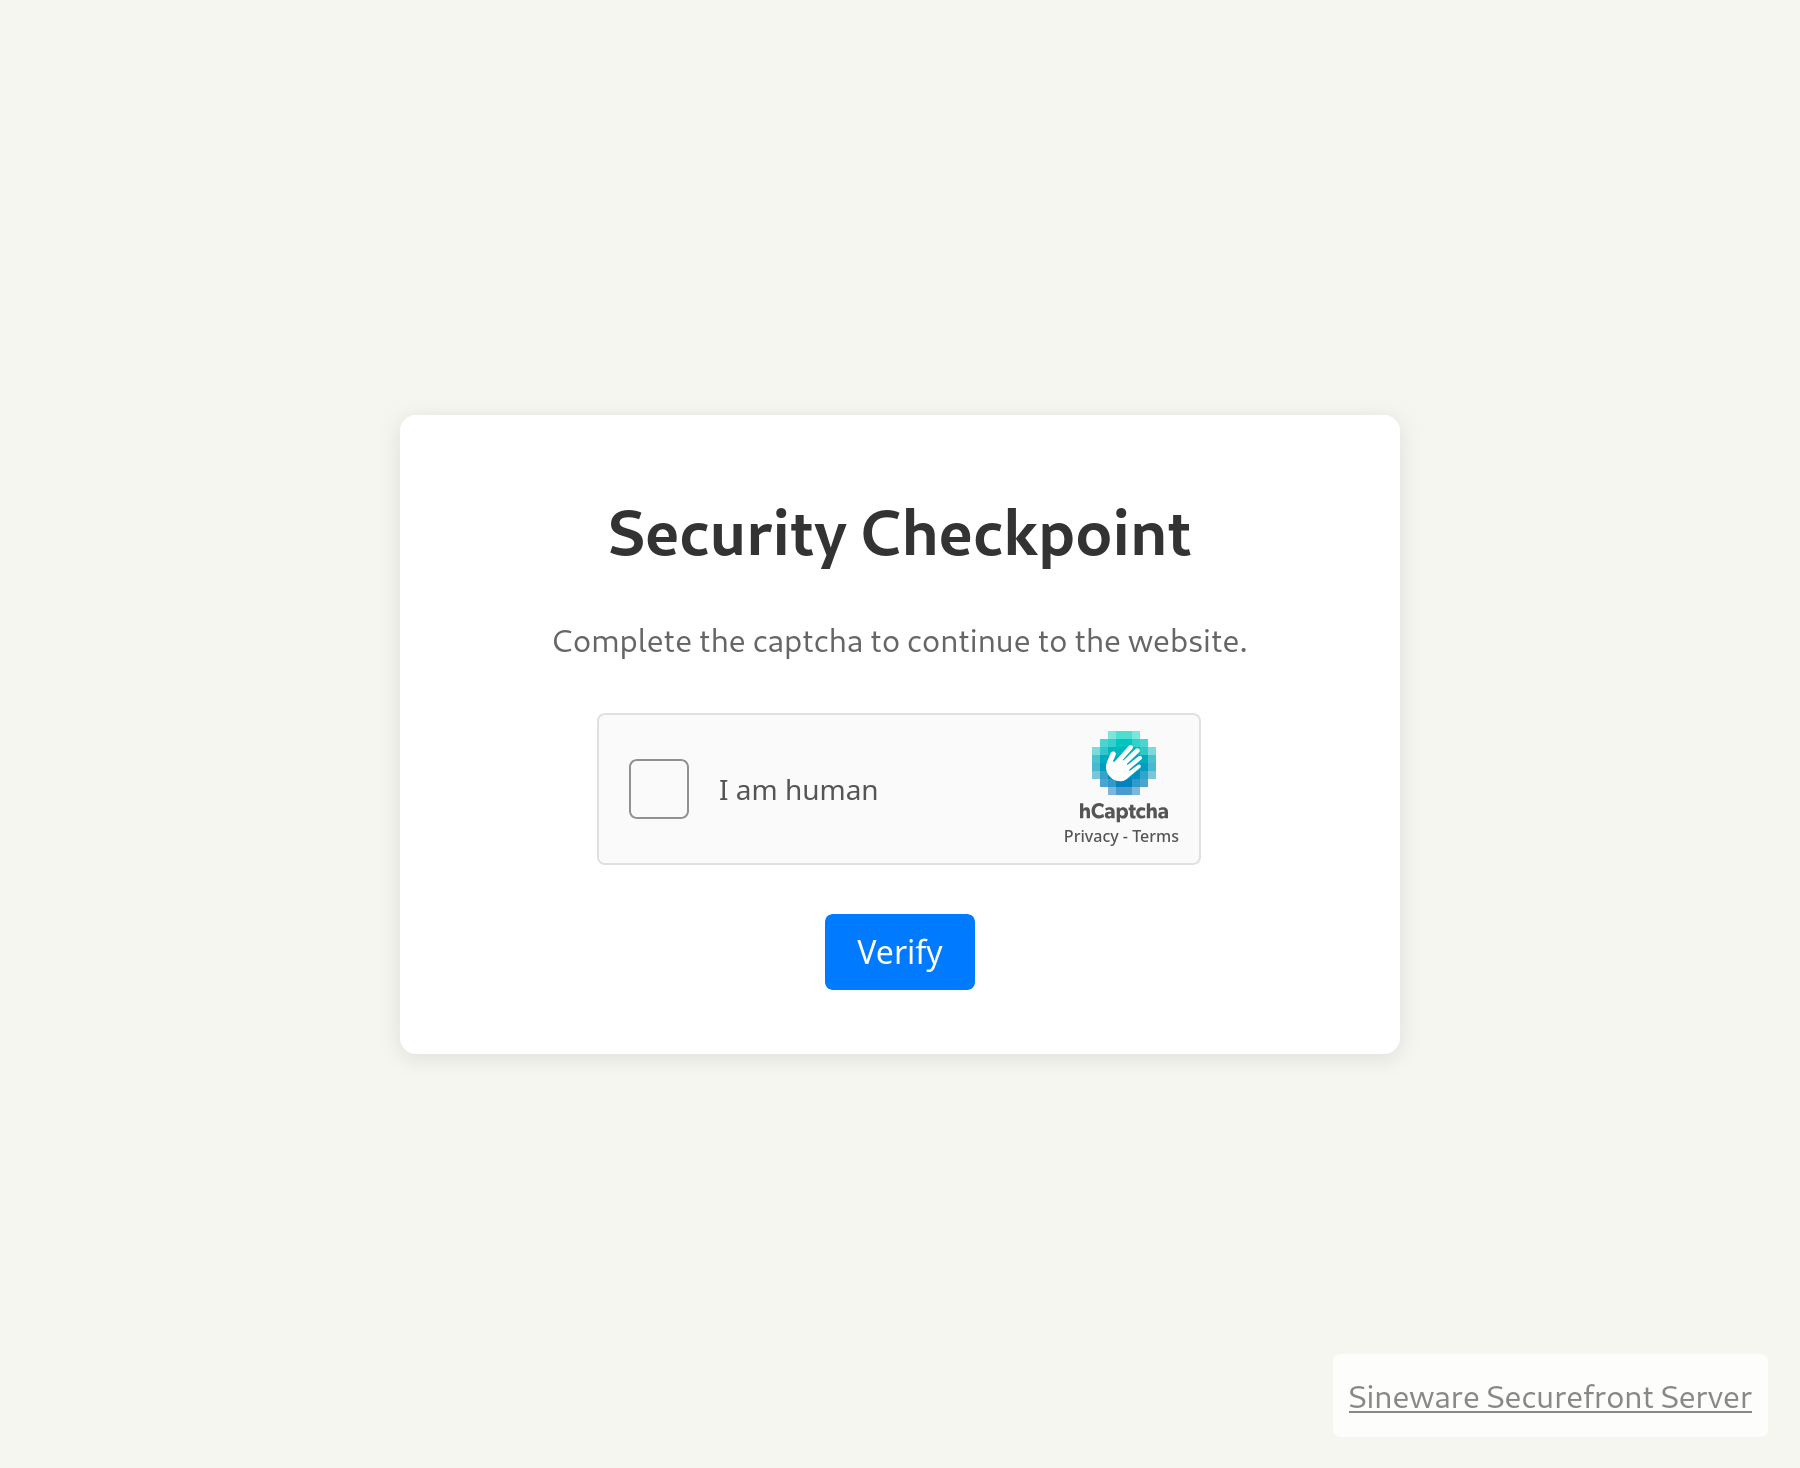 Security Checkpoint
Complete the captcha to continue to the website.
I am human
hCaptcha
Privacy - Terms
Verify
Sineware Securefront Server